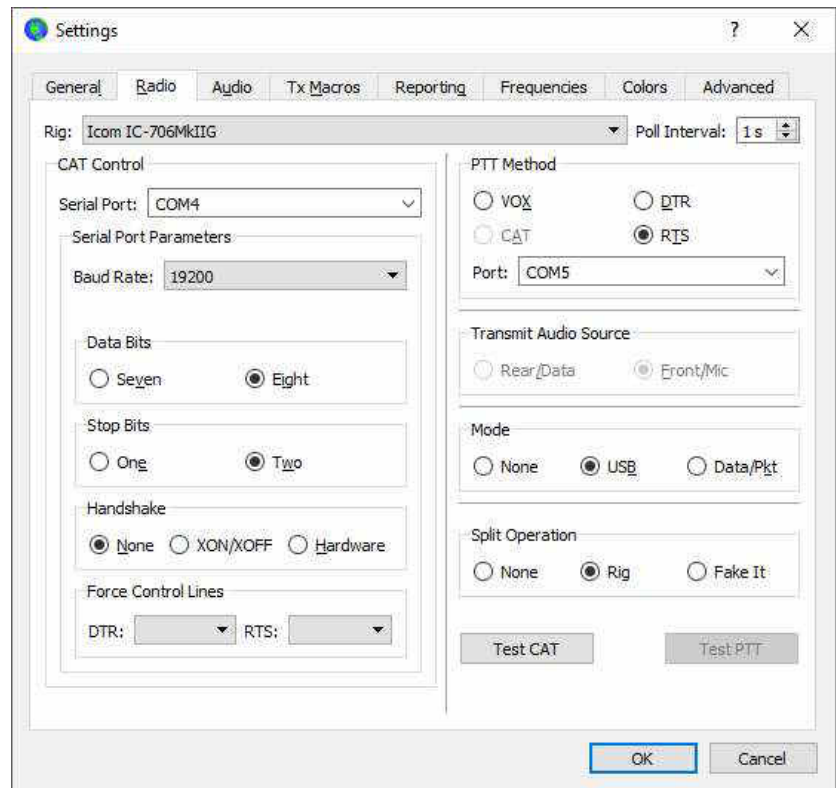 Settings
?
General Radio Audio Tx Macros Reporting Frequencies Colors Advanced
Rig: Icom IC-706MkIIG Poll Interval: 1 s
CAT Control
Serial Port: COM4
Serial Port Parameters
Baud Rate: 19200
Data Bits
Seven Eight
Stop Bits
One Two
Handshake
None XON/XOFF Hardware
Force Control Lines
DTR: RTS:
PTT Method
VOX DTR
CAT RTS
Port: COM5
Transmit Audio Source
Rear/Data Front/Mic
Mode
None USB Data/Pkt
Split Operation
None Rig Fake It
Test CAT Test PTT
OK Cancel